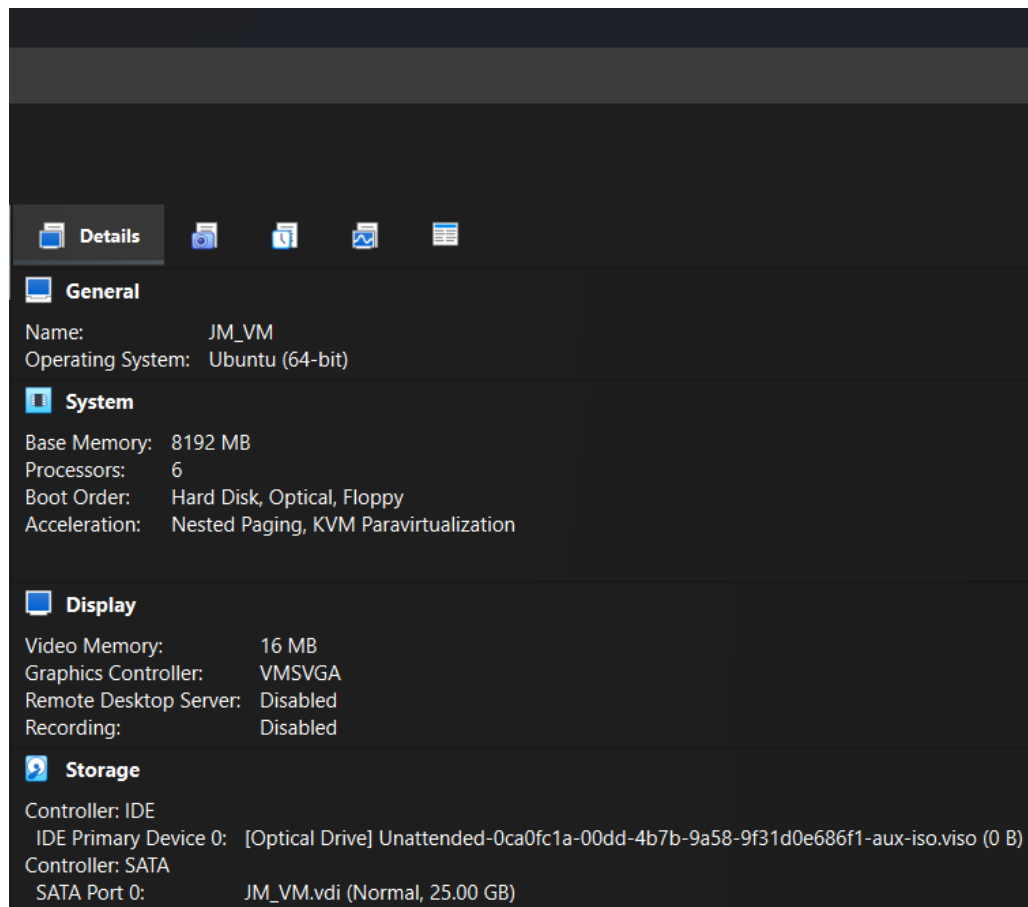 Details
General
Name: JM_VM
Operating System: Ubuntu (64-bit)
System
Base Memory: 8192 MB
Processors: 6
Boot Order: Hard Disk, Optical, Floppy
Acceleration: Nested Paging, KVM Paravirtualization
Display
Video Memory: 16 MB
Graphics Controller: VMSVGA
Remote Desktop Server: Disabled
Recording: Disabled
Storage
Controller: IDE
IDE Primary Device 0: [Optical Drive] Unattended-0ca0fc1a-00dd-4b7b-9a58-9f31d0e686f1-aux-iso.viso (0 B)
Controller: SATA
SATA Port 0: JM_VM.vdi (Normal, 25.00 GB)